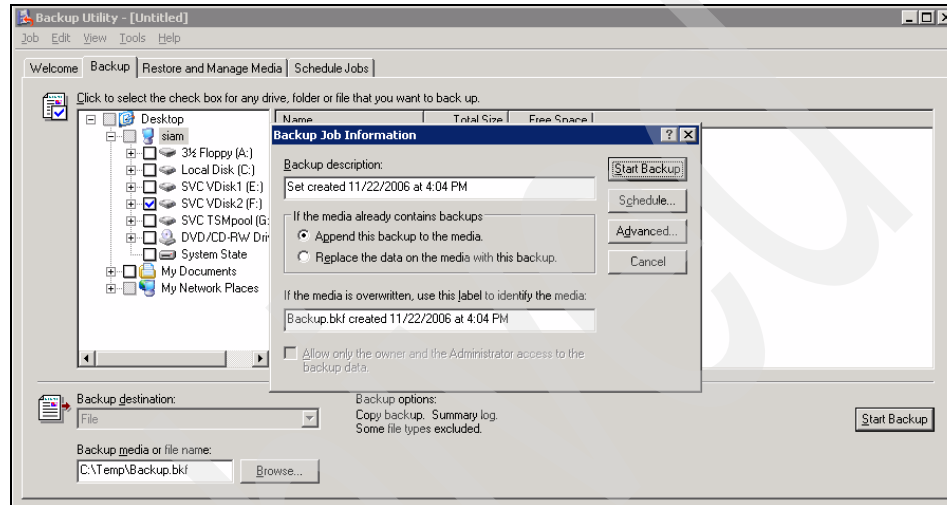 Backup Utility - [Untitled]
Job Edit View Tools Help
Welcome Backup Restore and Manage Media Schedule Jobs
Click to select the check box for any drive, folder or file that you want to back up.
Desktop
siam
3½ Floppy (A:)
Local Disk (C:)
SVC VDisk1 (E:)
SVC VDisk2 (F:)
SVC TSMpool (G:
DVD/CD-RW Dri
System State
My Documents
My Network Places
Name Total Size Free Space
Backup Job Information
Backup description:
Set created 11/22/2006 at 4:04 PM
If the media already contains backups
Append this backup to the media.
Replace the data on the media with this backup.
If the media is overwritten, use this label to identify the media:
Backup.bkf created 11/22/2006 at 4:04 PM
Allow only the owner and the Administrator access to the
backup data.
Start Backup
Schedule...
Advanced...
Cancel
Backup destination:
File
Backup media or file name:
C:\Temp\Backup.bkf Browse...
Backup options:
Copy backup. Summary log.
Some file types excluded.
Start Backup